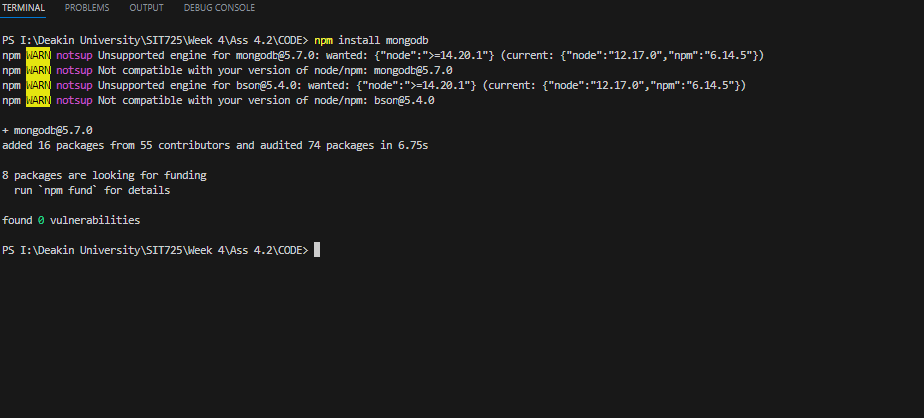 TERMINAL PROBLEMS OUTPUT DEBUG CONSOLE
PS I:\Deakin University\SIT725\Week 4\Ass 4.2\CODE> npm install mongodb
npm WARN notsup Unsupported engine for mongodb@5.7.0: wanted: {"node":">=14.20.1"} (current: {"node":"12.17.0","npm":"6.14.5"})
npm WARN notsup Not compatible with your version of node/npm: mongodb@5.7.0
npm WARN notsup Unsupported engine for bson@5.4.0: wanted: {"node":">=14.20.1"} (current: {"node":"12.17.0","npm":"6.14.5"})
npm WARN notsup Not compatible with your version of node/npm: bson@5.4.0
+ mongodb@5.7.0
added 16 packages from 55 contributors and audited 74 packages in 6.75s
8 packages are looking for funding
run `npm fund` for details
found 0 vulnerabilities
PS I:\Deakin University\SIT725\Week 4\Ass 4.2\CODE>